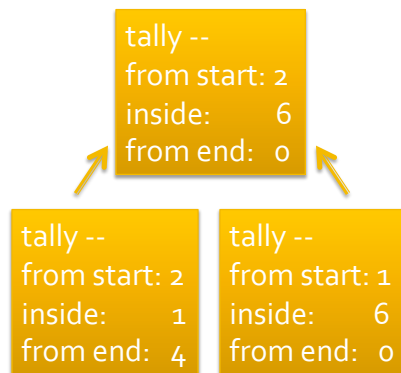 tally --
from start: 2
inside: 6
from end: 0
tally --
from start: 2
inside: 1
from end: 4
tally --
from start: 1
inside: 6
from end: 0